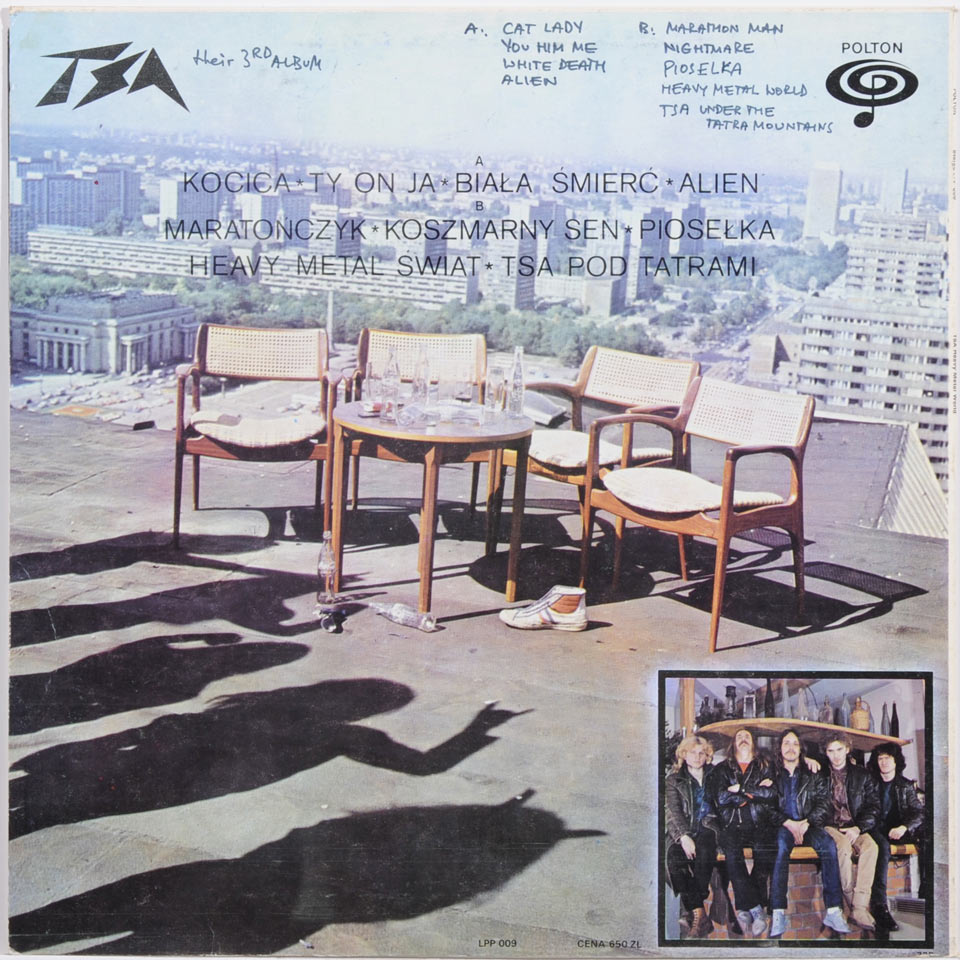 TSA
their 3RD ALBUM
A: CAT LADY
YOU HIM ME
WHITE DEATH
ALIEN
B: MARATHON MAN
NIGHTMARE
PIOSEŁKA
HEAVY METAL WORLD
TSA UNDER THE
TATRA MOUNTAINS
POLTON
A
KOCICA * TY ON JA * BIAŁA ŚMIERĆ * ALIEN
B
MARATOŃCZYK * KOSZMARNY SEN * PIOSEŁKA
HEAVY METAL ŚWIAT * TSA POD TATRAMI
LPP 009 CENA 650 ZŁ